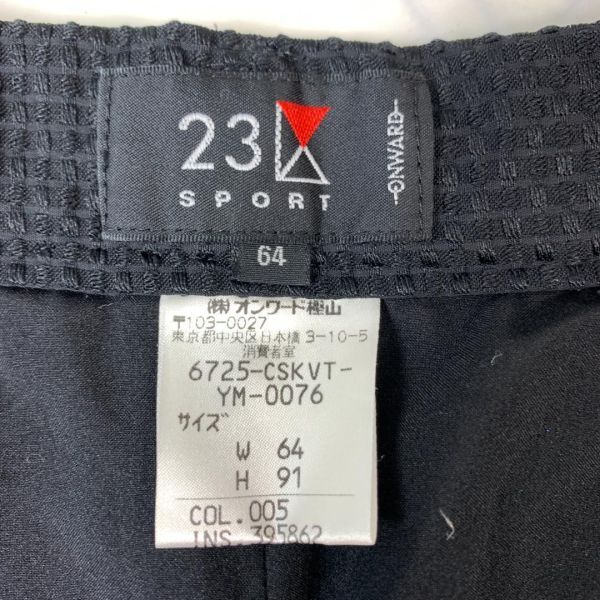 23
SPORT
ONWARD
64
(株)オンワード樫山
〒103-0027
東京都中央区日本橋 3-10-5
消費者室
6725-CSKVT-
YM-0076
サイズ
W 64
H 91
COL.005
INS.395862